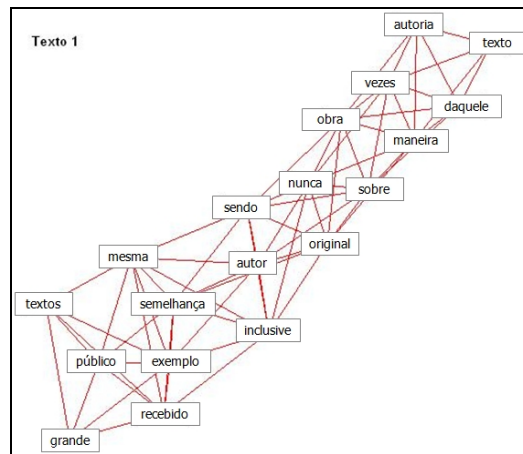 autoria
Texto 1
texto
vezes
daquele
obra
maneira
nunca
sobre
sendo
original
mesma
autor
textos
semelhança
inclusive
público
exemplo
recebido
grande